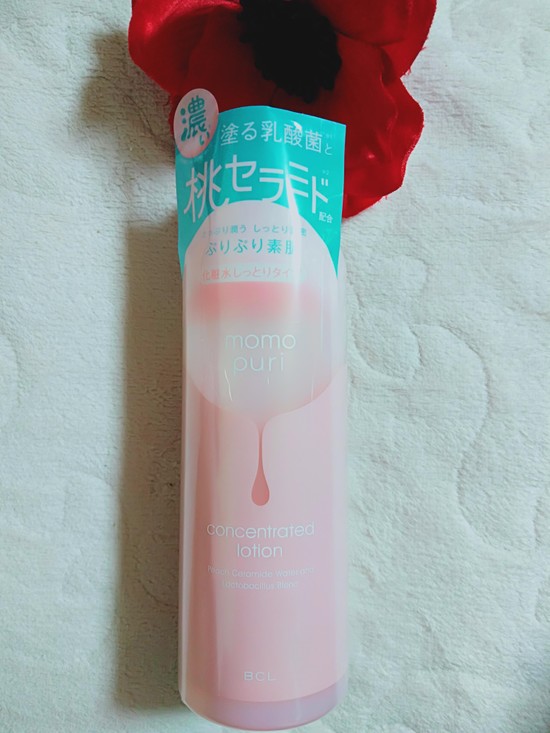 濃い
塗る乳酸菌と
桃セラミド
配合
ぷりぷり素肌
化粧水しっとりタイプ
momo
puri
concentrated
lotion
BCL